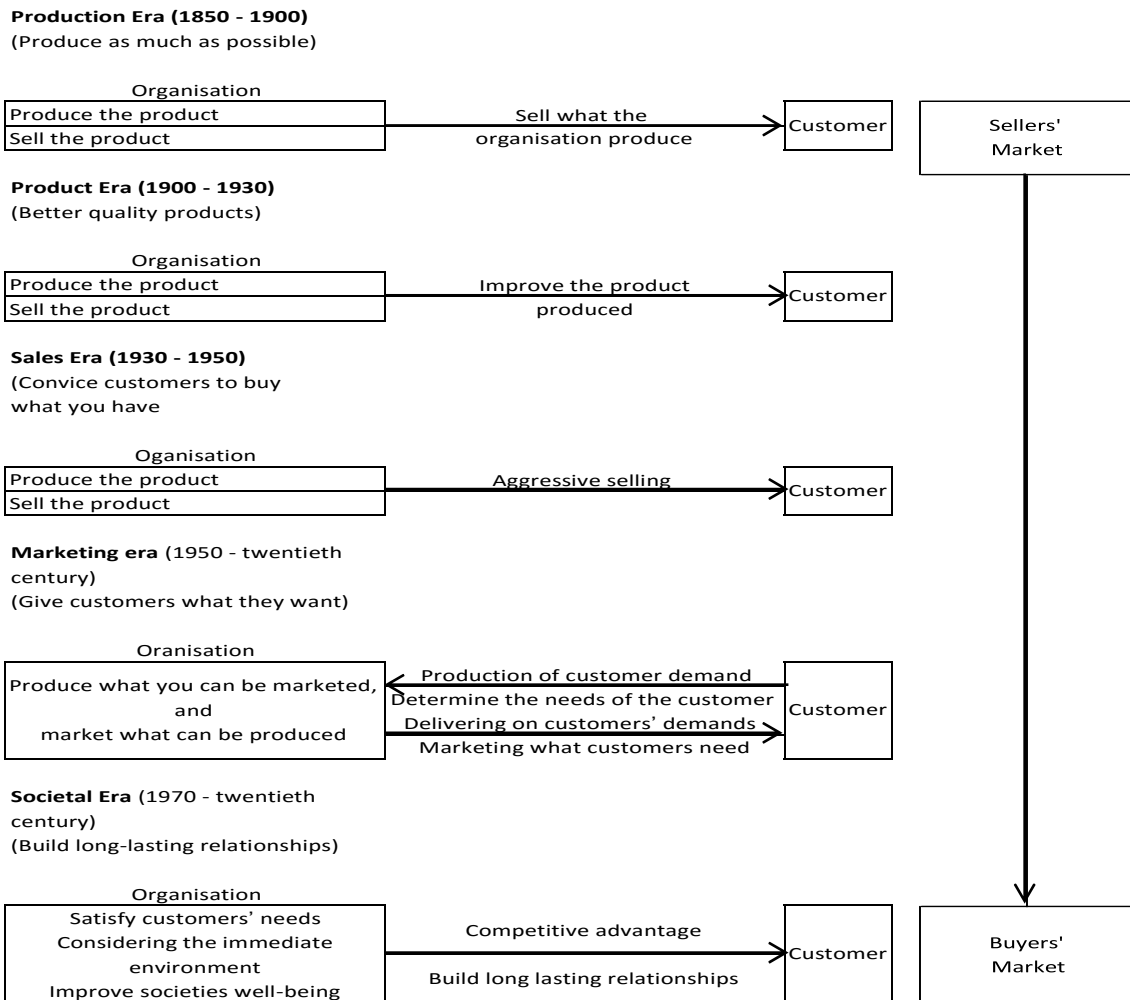 Production Era (1850 - 1900)
(Produce as much as possible)
Organisation
Produce the product
Sell the product
Sell what the
organisation produce
Customer
Sellers'
Market
Product Era (1900 - 1930)
(Better quality products)
Organisation
Produce the product
Sell the product
Improve the product
produced
Customer
Sales Era (1930 - 1950)
(Convice customers to buy
what you have
Oganisation
Produce the product
Sell the product
Aggressive selling
Customer
Marketing era (1950 - twentieth
century)
(Give customers what they want)
Oranisation
Produce what you can be marketed,
and
market what can be produced
Production of customer demand
Determine the needs of the customer
Delivering on customers’ demands
Marketing what customers need
Customer
Societal Era (1970 - twentieth
century)
(Build long-lasting relationships)
Organisation
Satisfy customers’ needs
Considering the immediate
environment
Improve societies well-being
Competitive advantage
Build long lasting relationships
Customer
Buyers'
Market